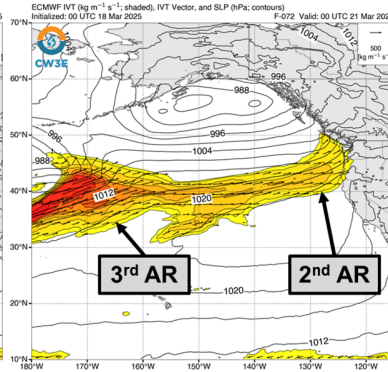 ECMWF IVT (kg m⁻¹ s⁻¹; shaded), IVT Vector, and SLP (hPa; contours)
Initialized: 00 UTC 18 Mar 2025
F-072 Valid: 00 UTC 21 Mar 202
70°N
60°N
50°N
40°N
30°N
20°N
10°N
CW3E
1004
1012
500
[kg m⁻¹ s⁻¹]
996
988
996
1004
996
988
1012
1020
3rd AR
2nd AR
1020
1012
180°W
170°W
160°W
150°W
140°W
130°W
120°W